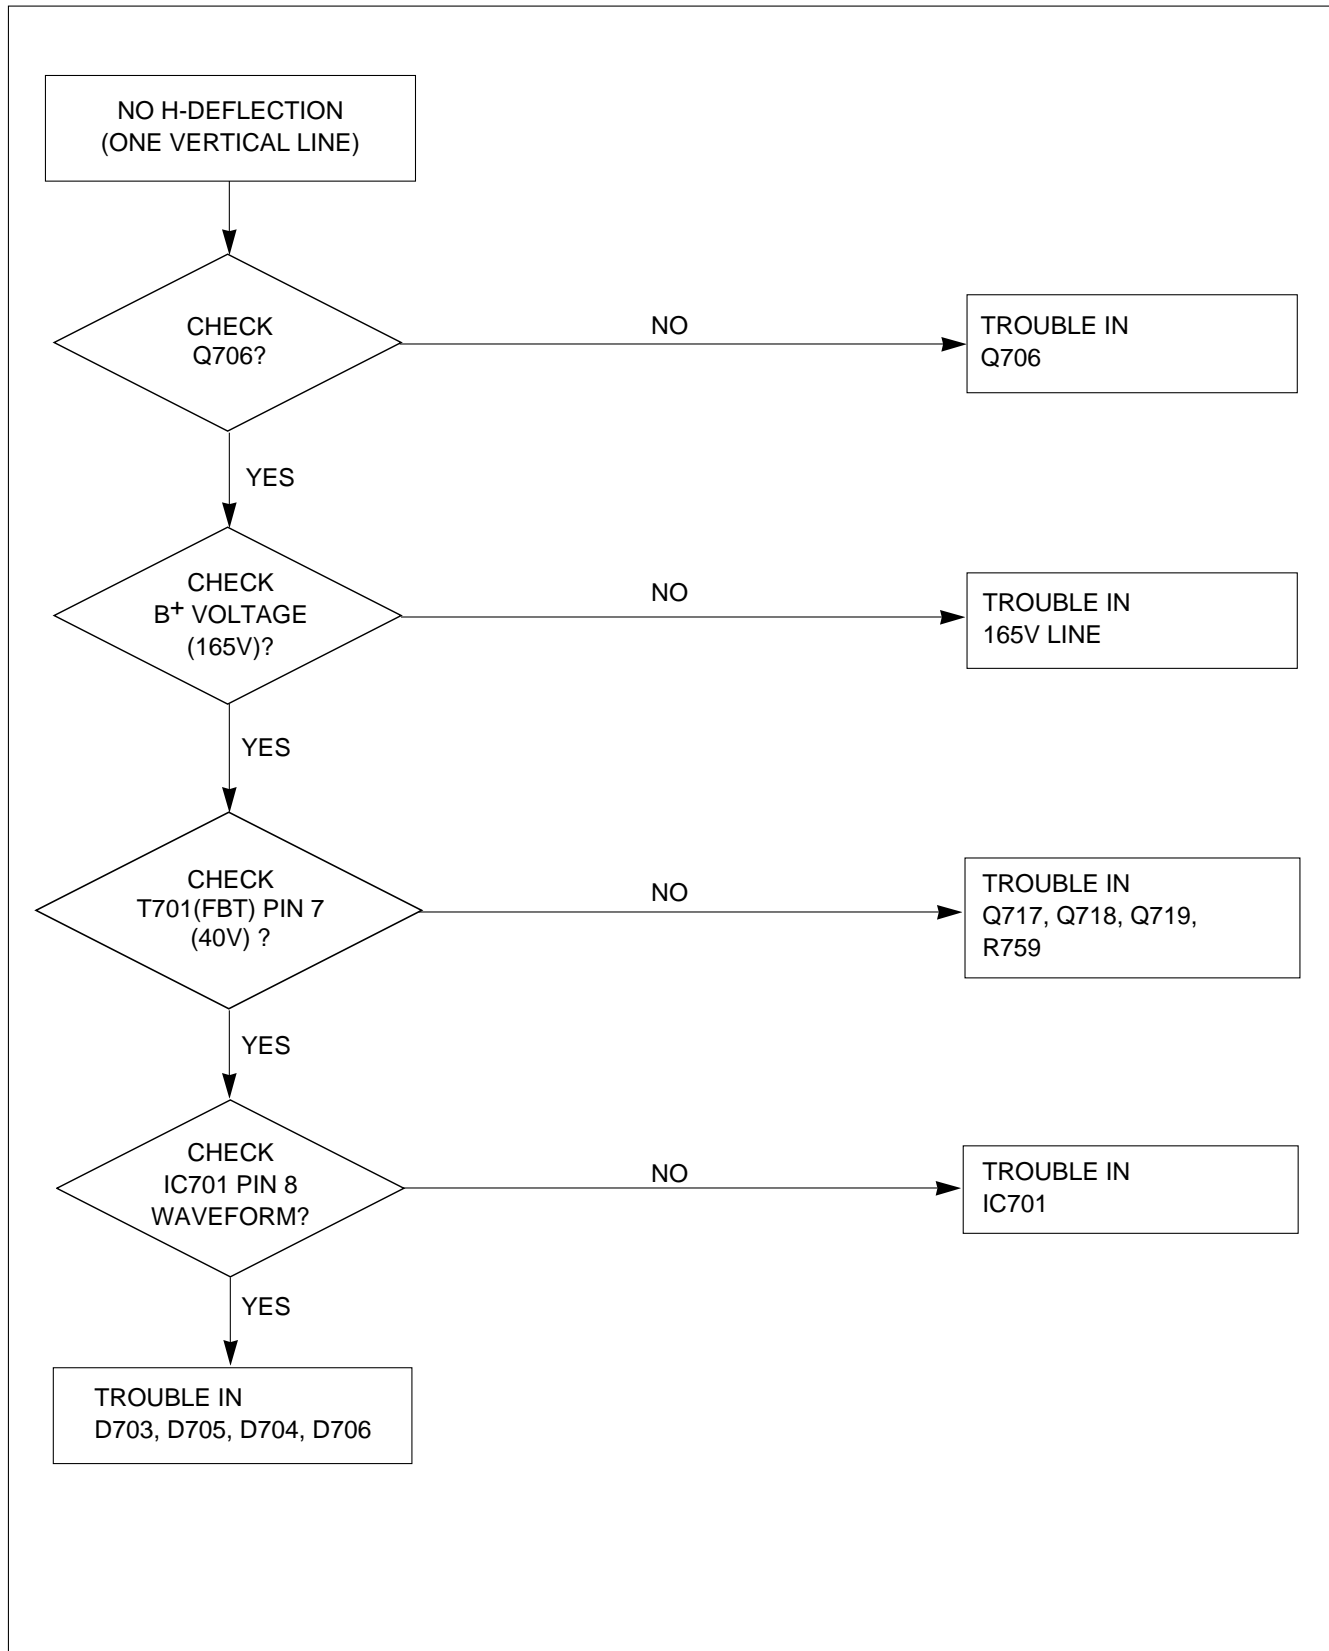 NO H-DEFLECTION
(ONE VERTICAL LINE)
CHECK
Q706?
NO
TROUBLE IN
Q706
YES
CHECK
B+ VOLTAGE
(165V)?
NO
TROUBLE IN
165V LINE
YES
CHECK
T701(FBT) PIN 7
(40V) ?
NO
TROUBLE IN
Q717, Q718, Q719,
R759
YES
CHECK
IC701 PIN 8
WAVEFORM?
NO
TROUBLE IN
IC701
YES
TROUBLE IN
D703, D705, D704, D706